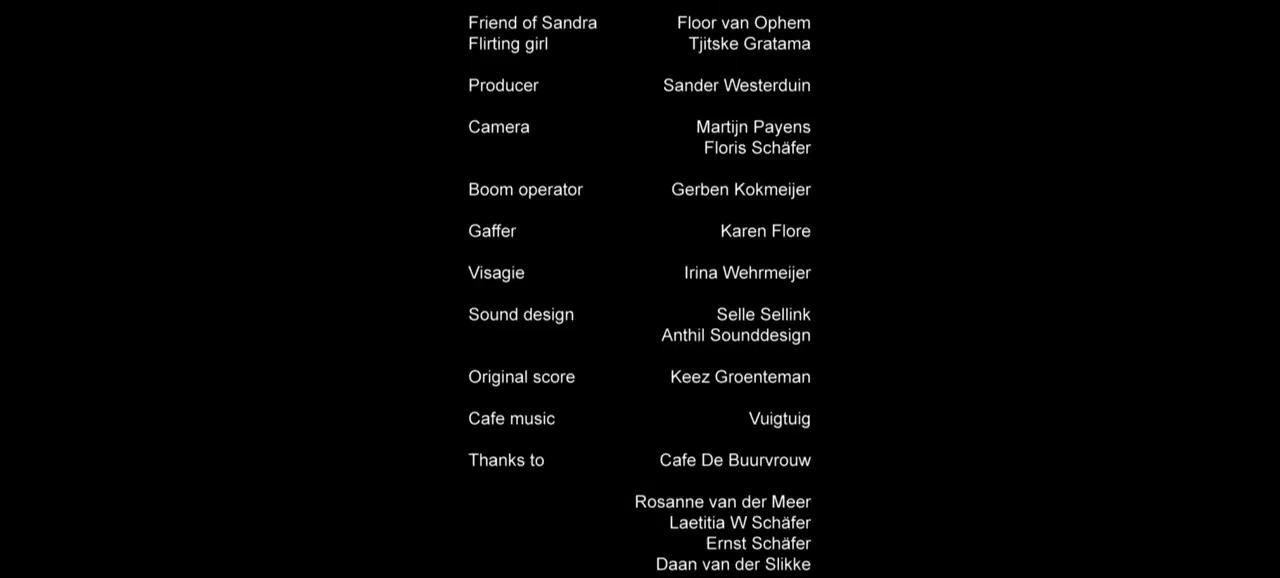 Friend of Sandra Floor van Ophem
Flirting girl Tjitske Gratama
Producer Sander Westerduin
Camera Martijn Payens
Floris Schäfer
Boom operator Gerben Kokmeijer
Gaffer Karen Flore
Visagie Irina Wehrmeijer
Sound design Selle Sellink
Anthil Sounddesign
Original score Keez Groenteman
Cafe music Vuigtuig
Thanks to Cafe De Buurvrouw
Rosanne van der Meer
Laetitia W Schäfer
Ernst Schäfer
Daan van der Slikke